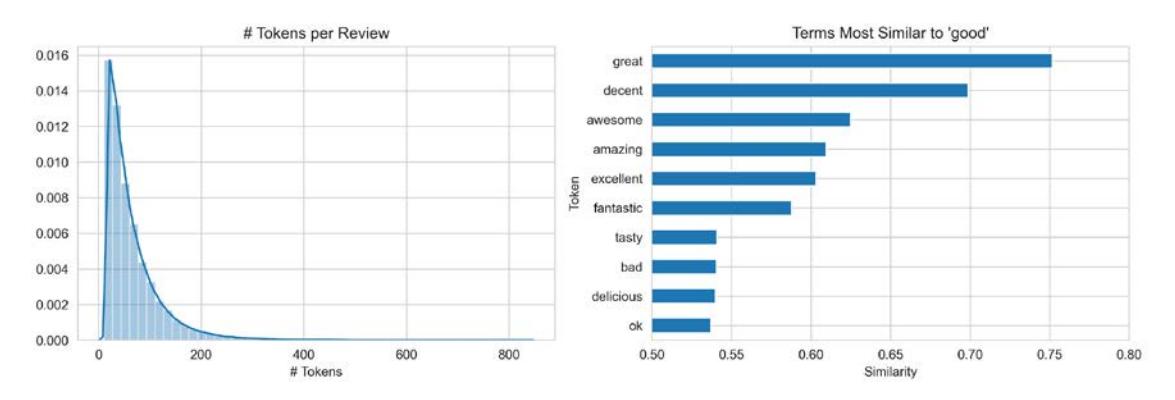 # Tokens per Review
0.016
0.014
0.012
0.010
0.008
0.006
0.004
0.002
0.000
0 200 400 600 800
# Tokens
Terms Most Similar to 'good'
Token
great
decent
awesome
amazing
excellent
fantastic
tasty
bad
delicious
ok
0.50 0.55 0.60 0.65 0.70 0.75 0.80
Similarity